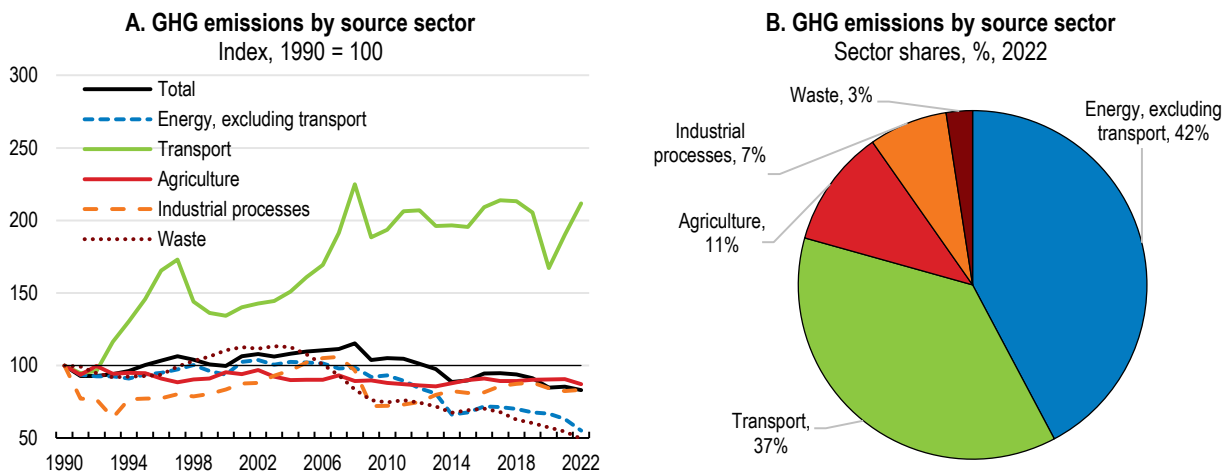 A. GHG emissions by source sector
Index, 1990 = 100
300
250
200
150
100
50
Total
Energy, excluding transport
Transport
Agriculture
Industrial processes
Waste
1990 1994 1998 2002 2006 2010 2014 2018 2022
B. GHG emissions by source sector
Sector shares, %, 2022
Waste, 3%
Energy, excluding
transport, 42%
Industrial
processes, 7%
Agriculture,
11%
Transport,
37%